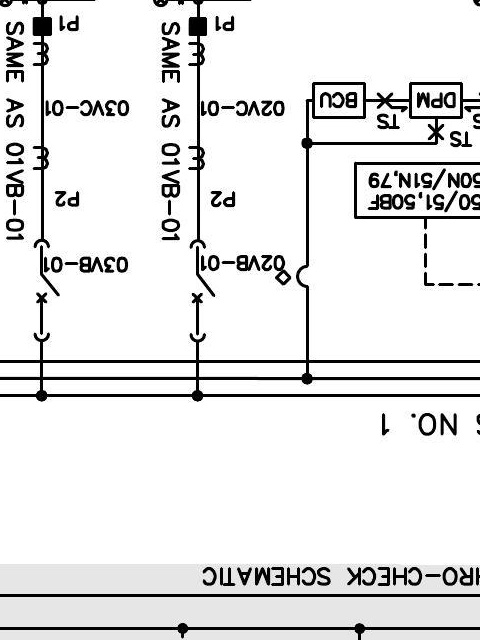 HRO-CHECK SCHEMATIC
NO. 1
02VB-01
03VB-01
50/51,50BF
50N/51N,79
P2
P2
TS
TS
DPM
BCU
02VC-01
03VC-01
P1
P1
SAME AS 01VB-01
SAME AS 01VB-01